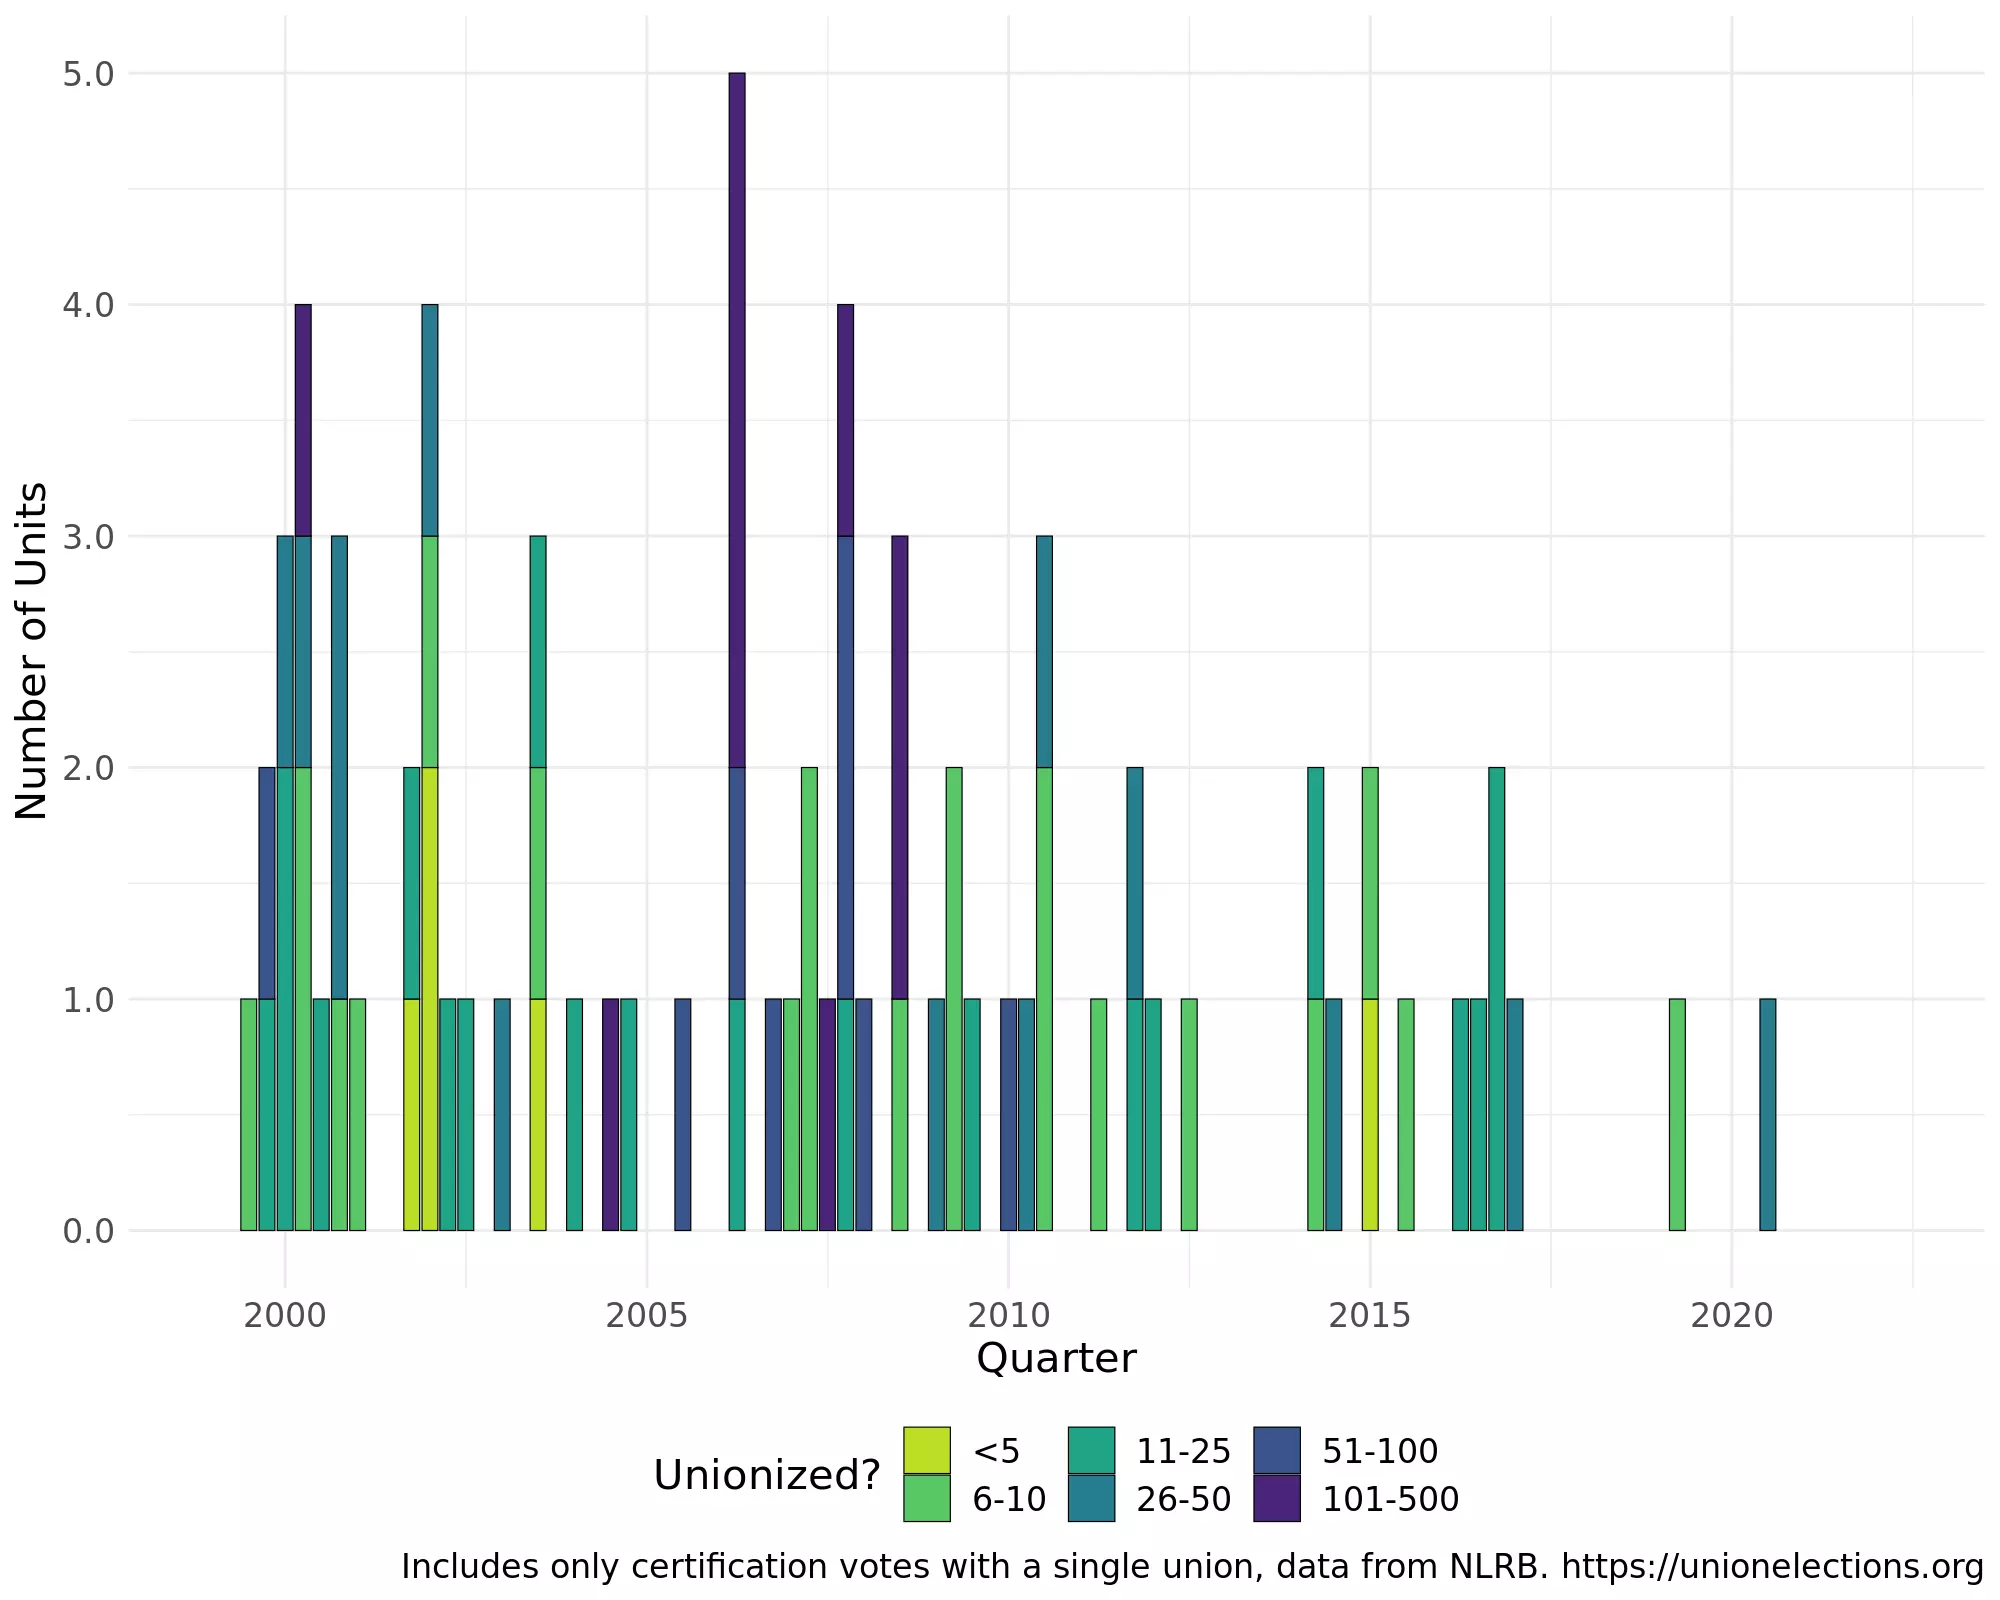 5.0
4.0
3.0
2.0
1.0
0.0
Number of Units
2000 2005 2010 2015 2020
Quarter
Unionized?
<5 11-25 51-100
6-10 26-50 101-500
Includes only certification votes with a single union, data from NLRB. https://unionelections.org